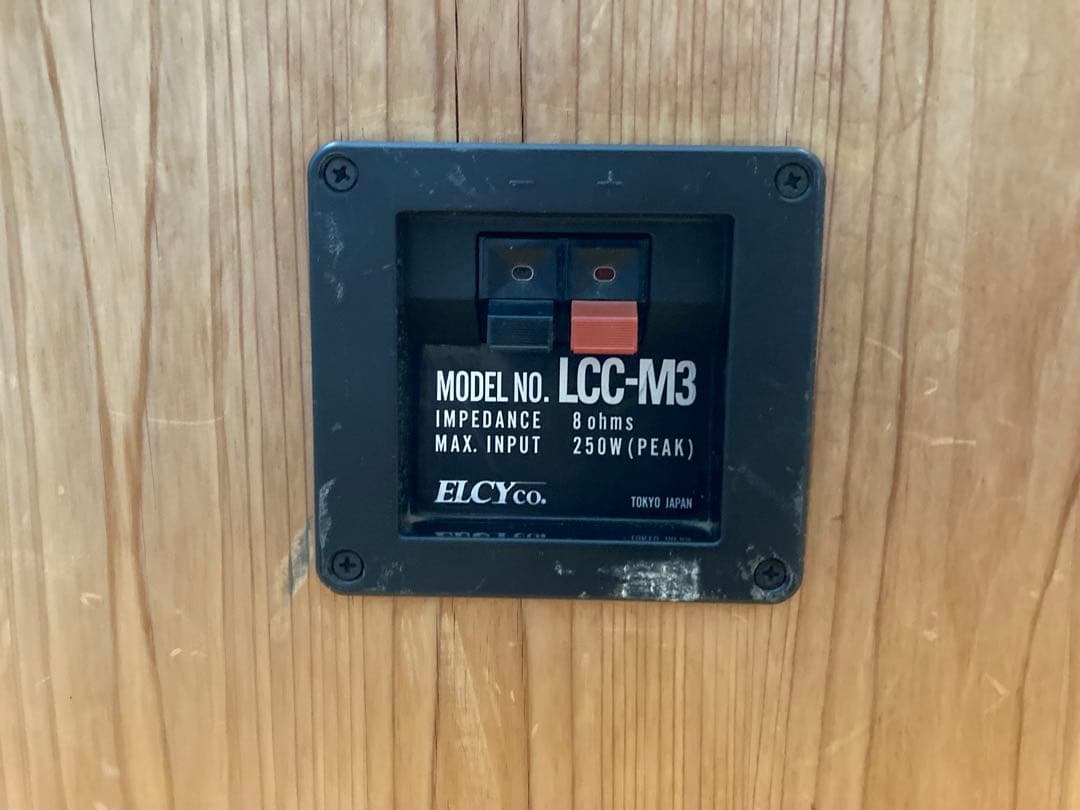 − +
MODEL NO. LCC-M3
IMPEDANCE 8 ohms
MAX. INPUT 250W (PEAK)
ELCY CO. TOKYO JAPAN